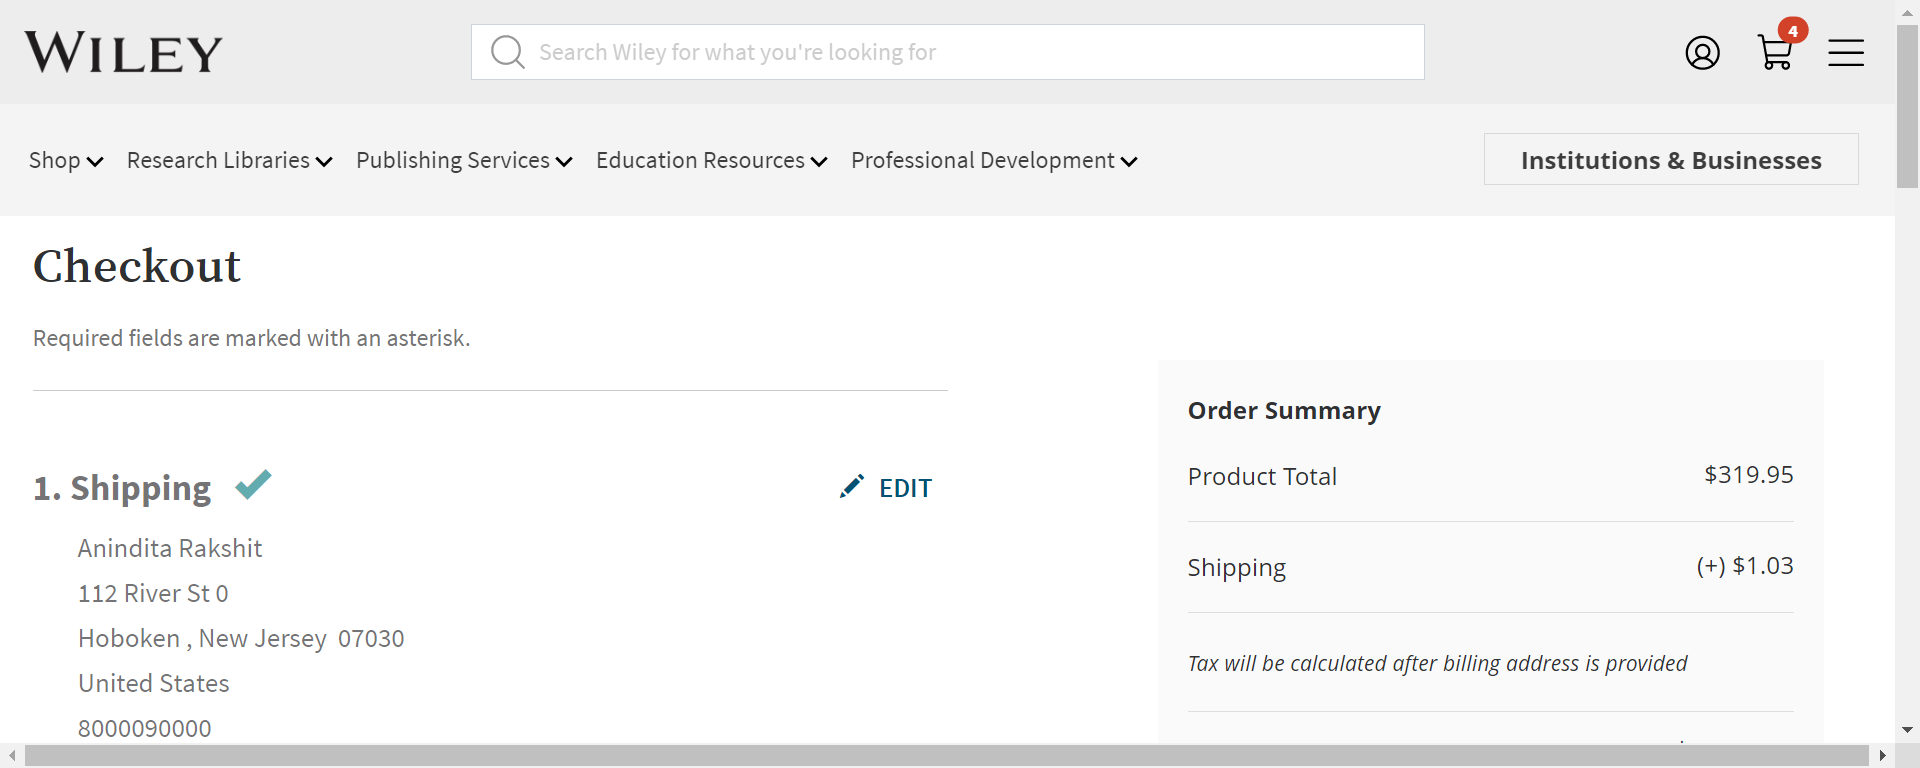 WILEY
Search Wiley for what you're looking for
4
Shop Research Libraries Publishing Services Education Resources Professional Development Institutions & Businesses
Checkout
Required fields are marked with an asterisk.
1. Shipping
EDIT
Anindita Rakshit
112 River St 0
Hoboken , New Jersey 07030
United States
8000090000
Order Summary
Product Total $319.95
Shipping (+) $1.03
Tax will be calculated after billing address is provided